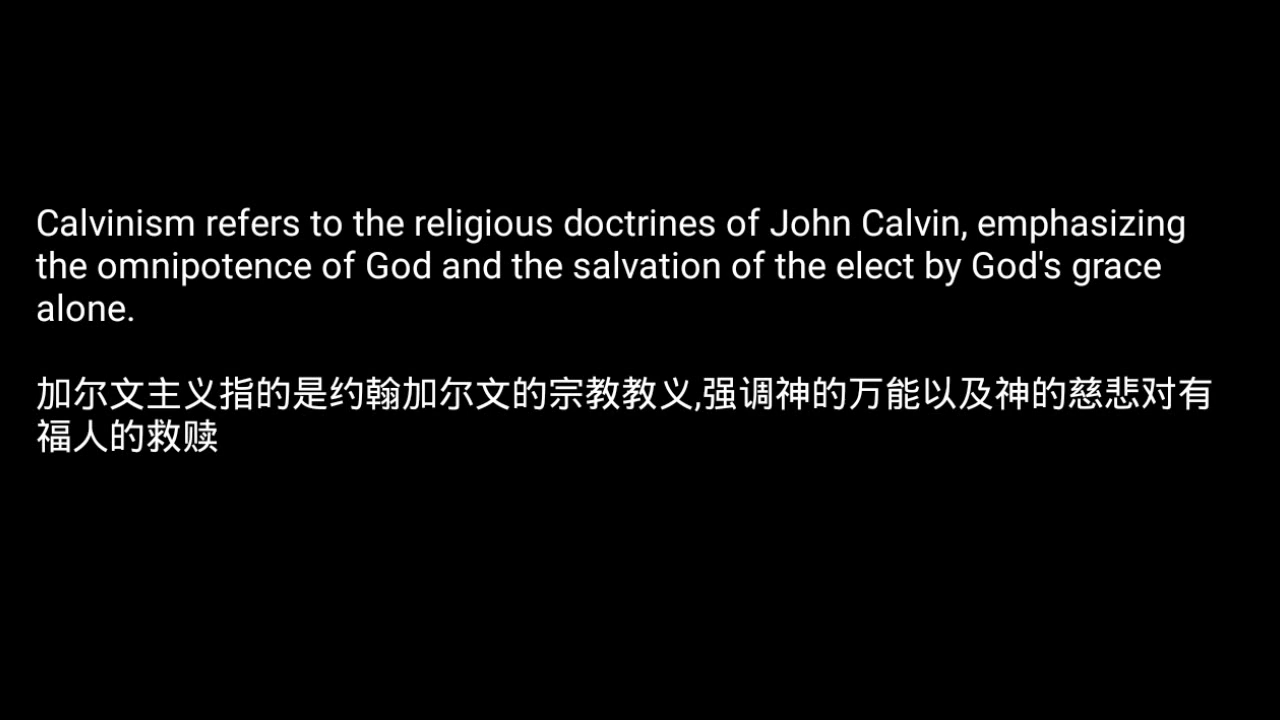 Calvinism refers to the religious doctrines of John Calvin, emphasizing
the omnipotence of God and the salvation of the elect by God's grace
alone.
加尔文主义指的是约翰加尔文的宗教教义,强调神的万能以及神的慈悲对有
福人的救赎